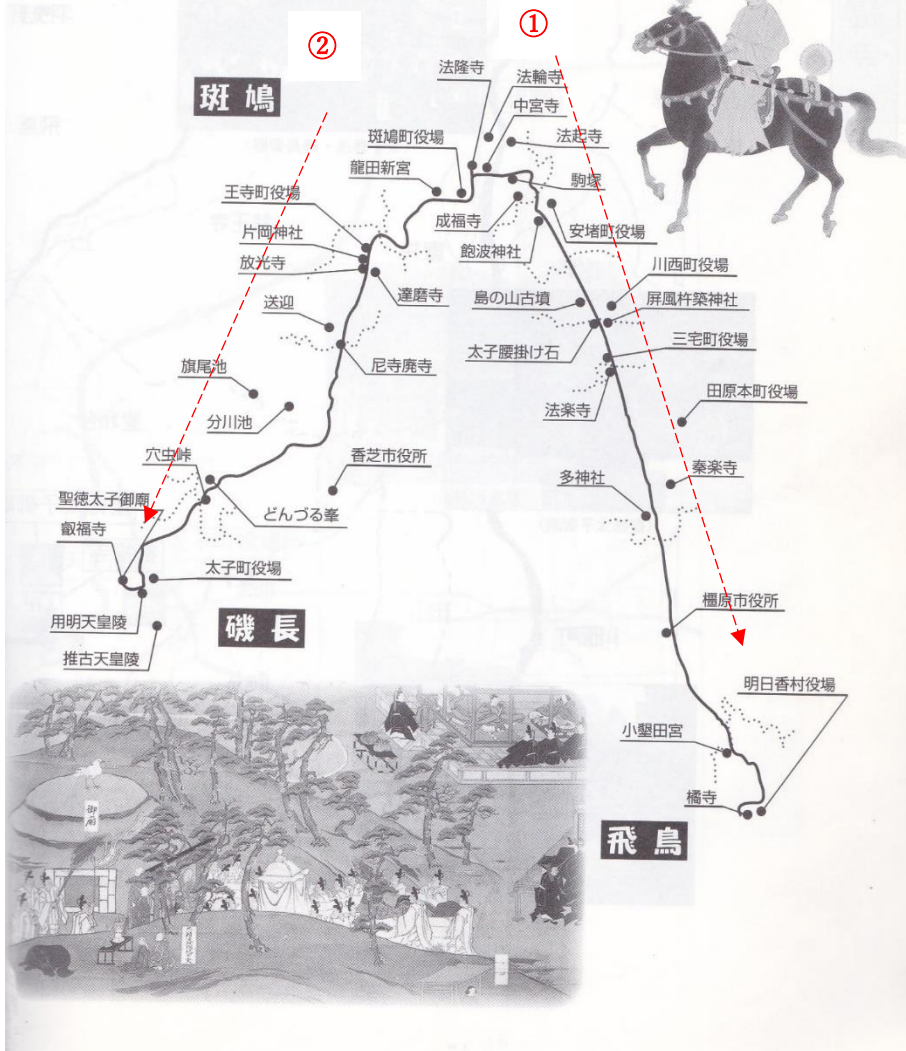 ②
①
斑鳩
法隆寺
法輪寺
中宮寺
法起寺
斑鳩町役場
龍田新宮
駒塚
王寺町役場
成福寺
安堵町役場
片岡神社
飽波神社
放光寺
川西町役場
達磨寺
島の山古墳
屏風杵築神社
送迎
太子腰掛け石
三宅町役場
尼寺廃寺
旗尾池
田原本町役場
分川池
法楽寺
穴虫峠
香芝市役所
秦楽寺
多神社
聖徳太子御廟
どんづる峯
叡福寺
太子町役場
用明天皇陵
磯長
橿原市役所
推古天皇陵
明日香村役場
小墾田宮
橘寺
御廟
飛鳥